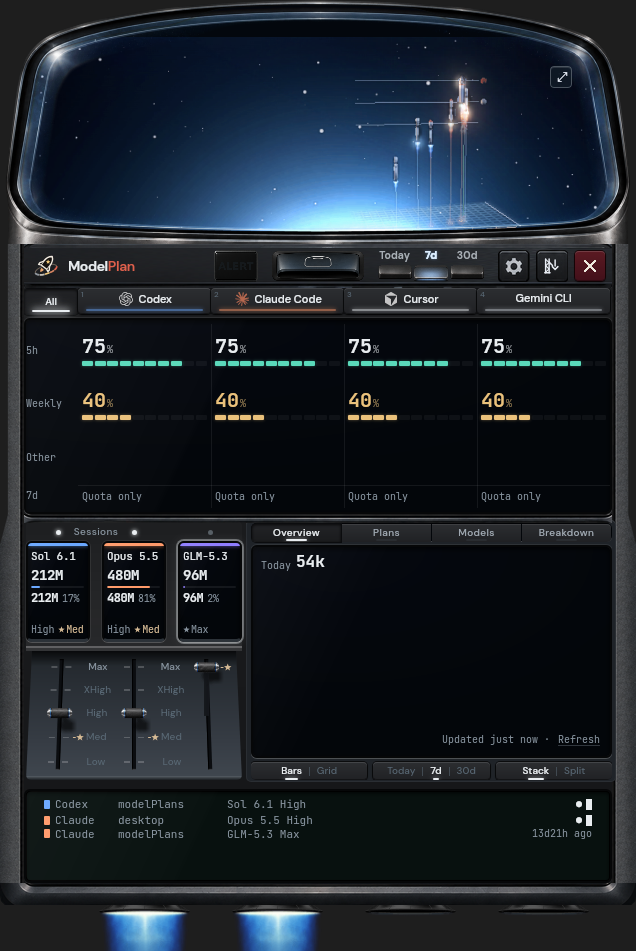 ModelPlan
ALERT
Today 7d 30d
All
1 Codex
2 Claude Code
3 Cursor
4 Gemini CLI
5h 75% 75% 75% 75%
Weekly 40% 40% 40% 40%
Other
7d Quota only Quota only Quota only Quota only
Sessions
Sol 6.1
212M
212M 17%
High ★Med
Opus 5.5
480M
480M 81%
High ★Med
GLM-5.3
96M
96M 2%
★Max
Max Max ★
XHigh XHigh
High High
★ Med ★ Med
Low Low
Overview Plans Models Breakdown
Today 54k
Updated just now · Refresh
Bars | Grid
Today | 7d | 30d
Stack | Split
Codex modelPlans Sol 6.1 High
Claude desktop Opus 5.5 High
Claude modelPlans GLM-5.3 Max 13d21h ago